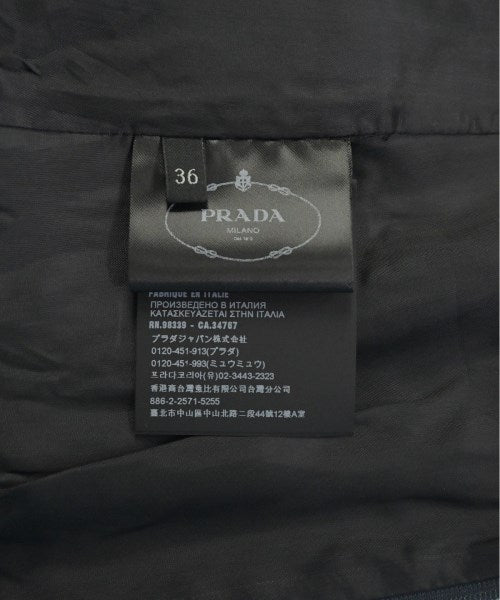 36
PRADA
MILANO
DAL 1913
FABRIQUE EN ITALIE
ПРОИЗВЕДЕНО В ИТАЛИЯ
ΚΑΤΑΣΚΕΥΑΖΕΤΑΙ ΣΤΗΝ ΙΤΑΛΙΑ
RN.98339 - CA.34767
プラダジャパン株式会社
0120-451-913(プラダ)
0120-451-993(ミュウミュウ)
프라다코리아(유)02-3443-2323
香港商台灣壹比有限公司台灣分公司
886-2-2571-5255
臺北市中山區中山北路二段44號12樓A室